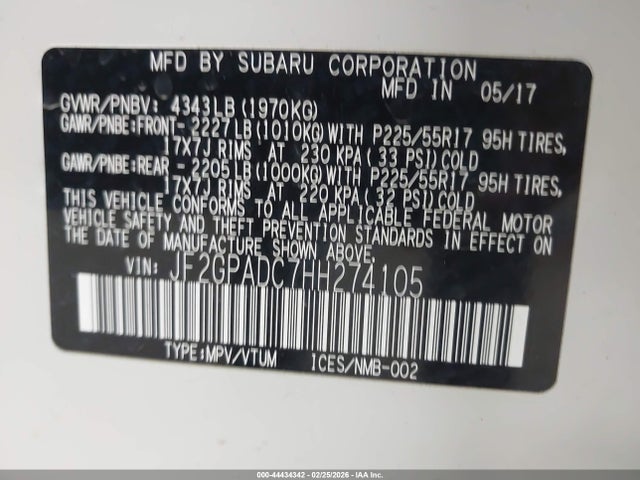 MFD BY SUBARU CORPORATION
MFD IN 05/17
GVWR/PNBV: 4343LB(1970KG)
GAWR/PNBE:FRONT-2227LB(1010KG)WITH P225/55R17 95H TIRES,
17X7J RIMS AT 230 KPA( 33 PSI)COLD
GAWR/PNBE:REAR -2205LB(1000KG)WITH P225/55R17 95H TIRES,
17X7J RIMS AT 220 KPA( 32 PSI)COLD
THIS VEHICLE CONFORMS TO ALL APPLICABLE FEDERAL MOTOR
VEHICLE SAFETY AND THEFT PREVENTION STANDARDS IN EFFECT ON
THE DATE OF MANUFACTURE SHOWN ABOVE.
VIN: JF2GPADC7HH274105
TYPE:MPV/VTUM ICES/NMB-002
000-44434342 - 02/25/2026 - IAA Inc.